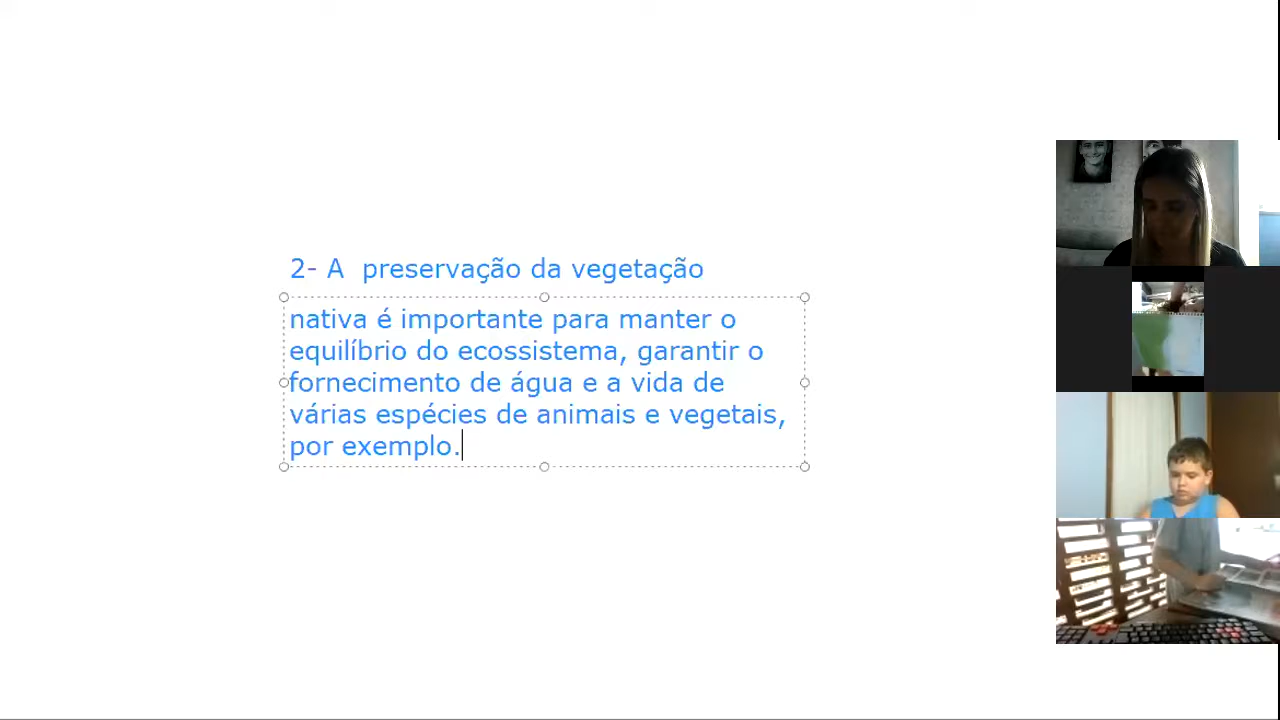 2- A  preservação da vegetação
nativa é importante para manter o
equilíbrio do ecossistema, garantir o
fornecimento de água e a vida de
várias espécies de animais e vegetais,
por exemplo.